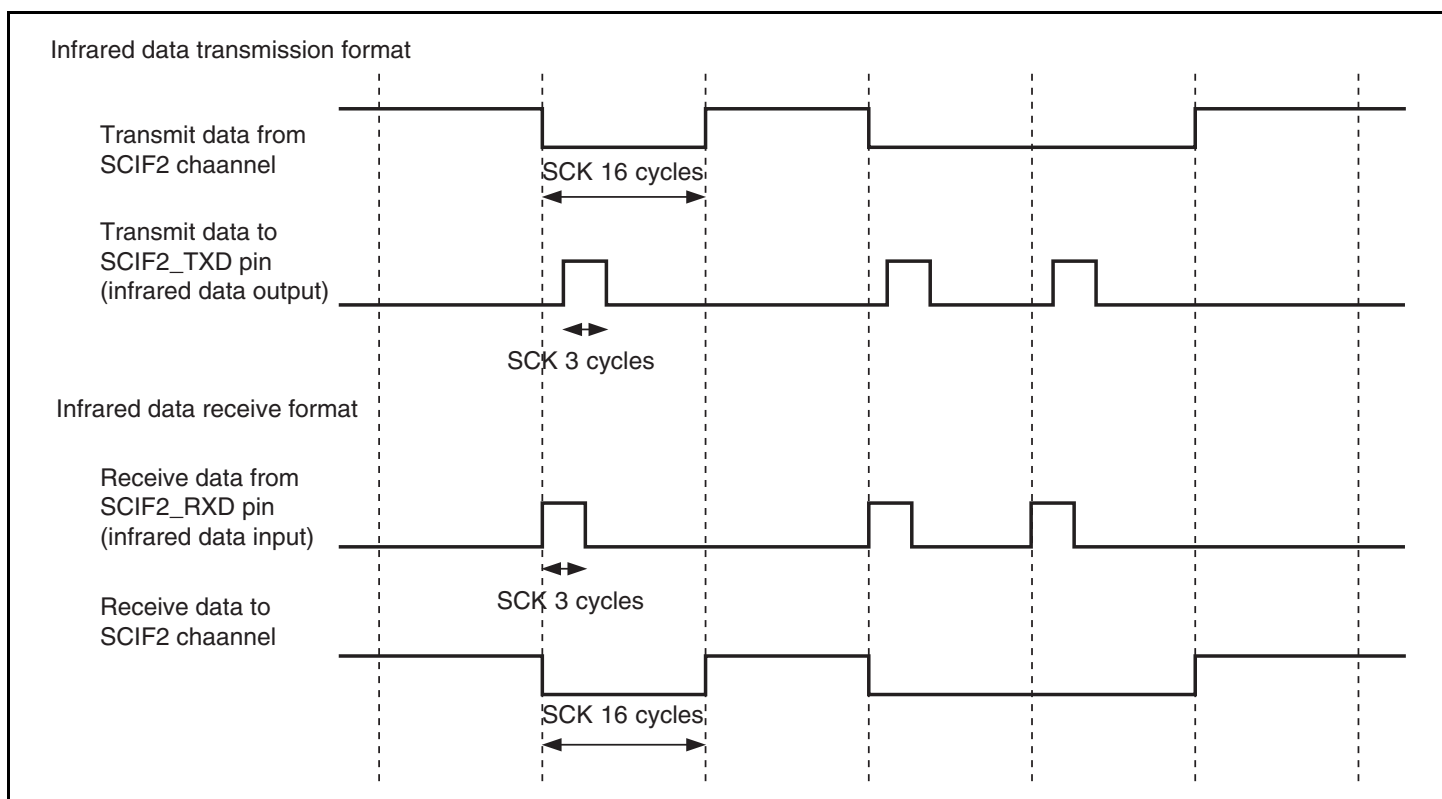 Infrared data transmission format
Transmit data from
SCIF2 chaannel
SCK 16 cycles
Transmit data to
SCIF2_TXD pin
(infrared data output)
SCK 3 cycles
Infrared data receive format
Receive data from
SCIF2_RXD pin
(infrared data input)
SCK 3 cycles
Receive data to
SCIF2 chaannel
SCK 16 cycles